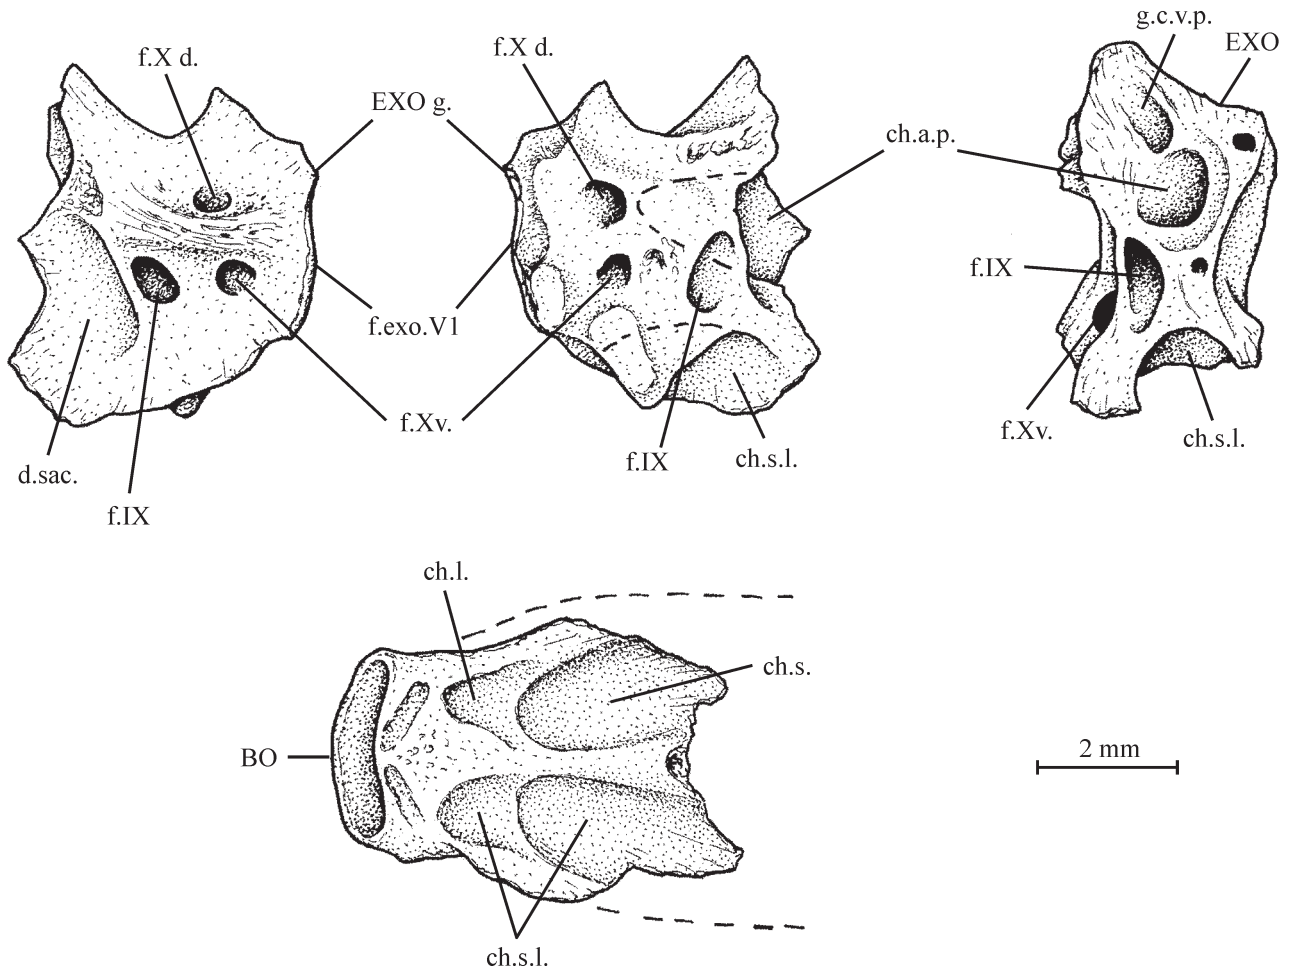 g.c.v.p.
f.X d.
f.X d.
EXO
EXO g.
ch.a.p.
f.IX
f.exo.V1
f.Xv.
f.Xv.
ch.s.l.
f.IX
ch.s.l.
d.sac.
f.IX
ch.l.
ch.s.
BO
2 mm
ch.s.l.